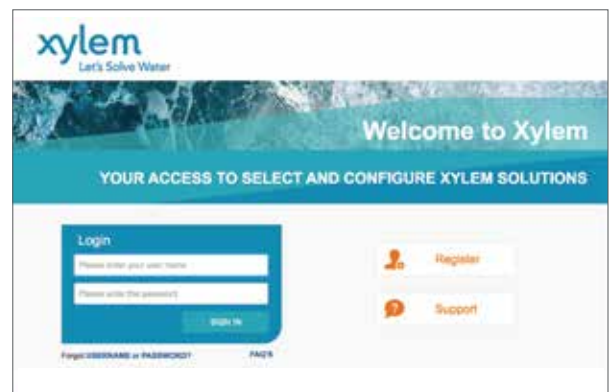 xylem
Let's Solve Water
Welcome to Xylem
YOUR ACCESS TO SELECT AND CONFIGURE XYLEM SOLUTIONS
Login
Please enter your user name
Please enter the password
SIGN IN
Forgot USERNAME or PASSWORD?
FAQ'S
Register
Support